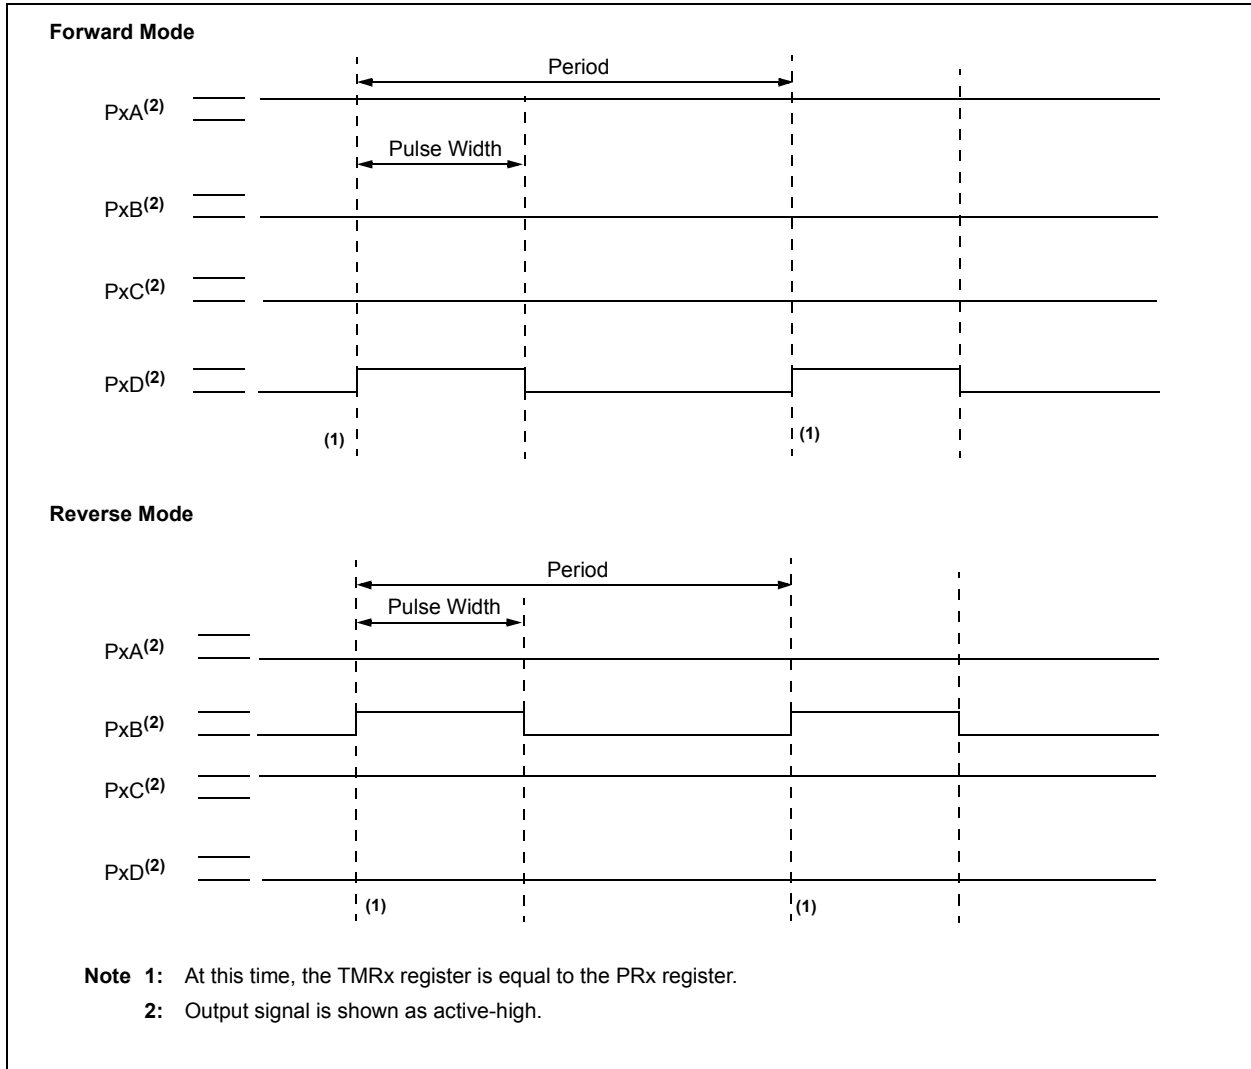 Forward Mode
Period
PxA(2)
Pulse Width
PxB(2)
PxC(2)
PxD(2)
(1) (1)
Reverse Mode
Period
Pulse Width
PxA(2)
PxB(2)
PxC(2)
PxD(2)
(1) (1)
Note 1: At this time, the TMRx register is equal to the PRx register.
2: Output signal is shown as active-high.